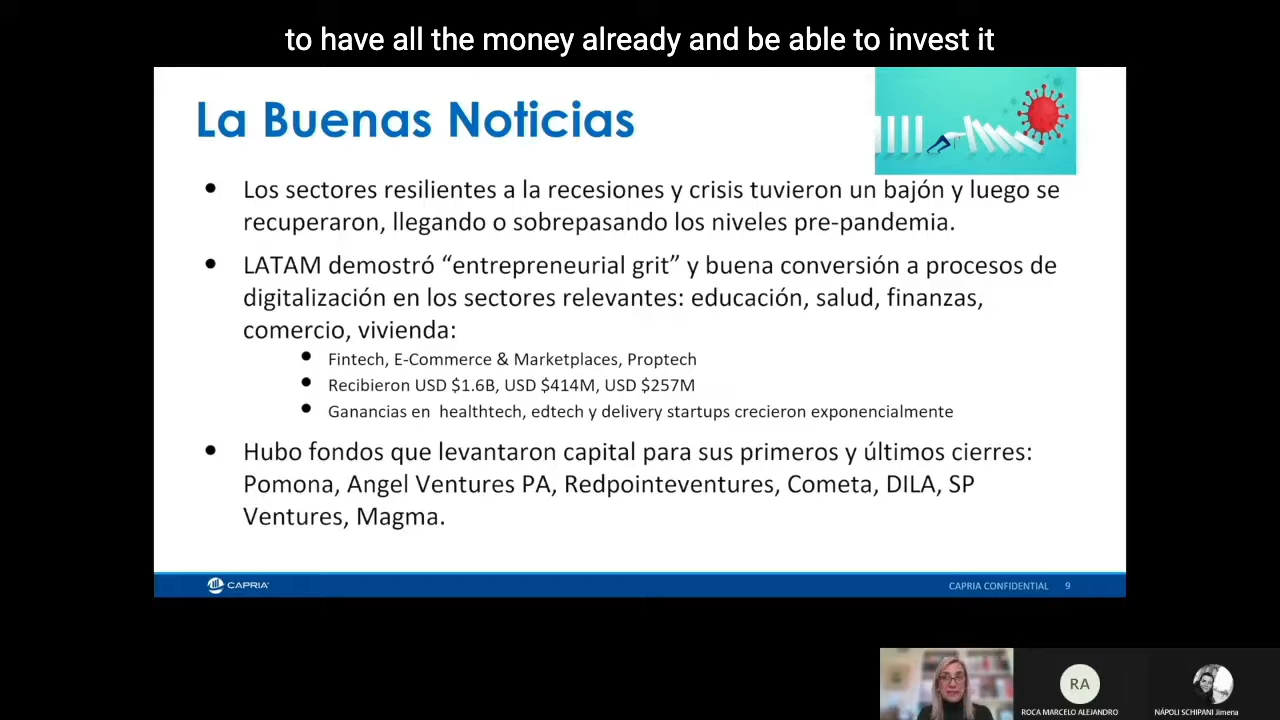 to have all the money already and be able to invest it
La Buenas Noticias
Los sectores resilientes a la recesiones y crisis tuvieron un bajón y luego se
recuperaron, llegando o sobrepasando los niveles pre-pandemia.
LATAM demostró “entrepreneurial grit” y buena conversión a procesos de
digitalización en los sectores relevantes: educación, salud, finanzas,
comercio, vivienda:
Fintech, E-Commerce & Marketplaces, Proptech
Recibieron USD $1.6B, USD $414M, USD $257M
Ganancias en healthtech, edtech y delivery startups crecieron exponencialmente
Hubo fondos que levantaron capital para sus primeros y últimos cierres:
Pomona, Angel Ventures PA, Redpointeventures, Cometa, DILA, SP
Ventures, Magma.
CAPRIA
CAPRIA CONFIDENTIAL 9
RA
ROCA MARCELO ALEJANDRO
NÁPOLI SCHIPANI Jimena